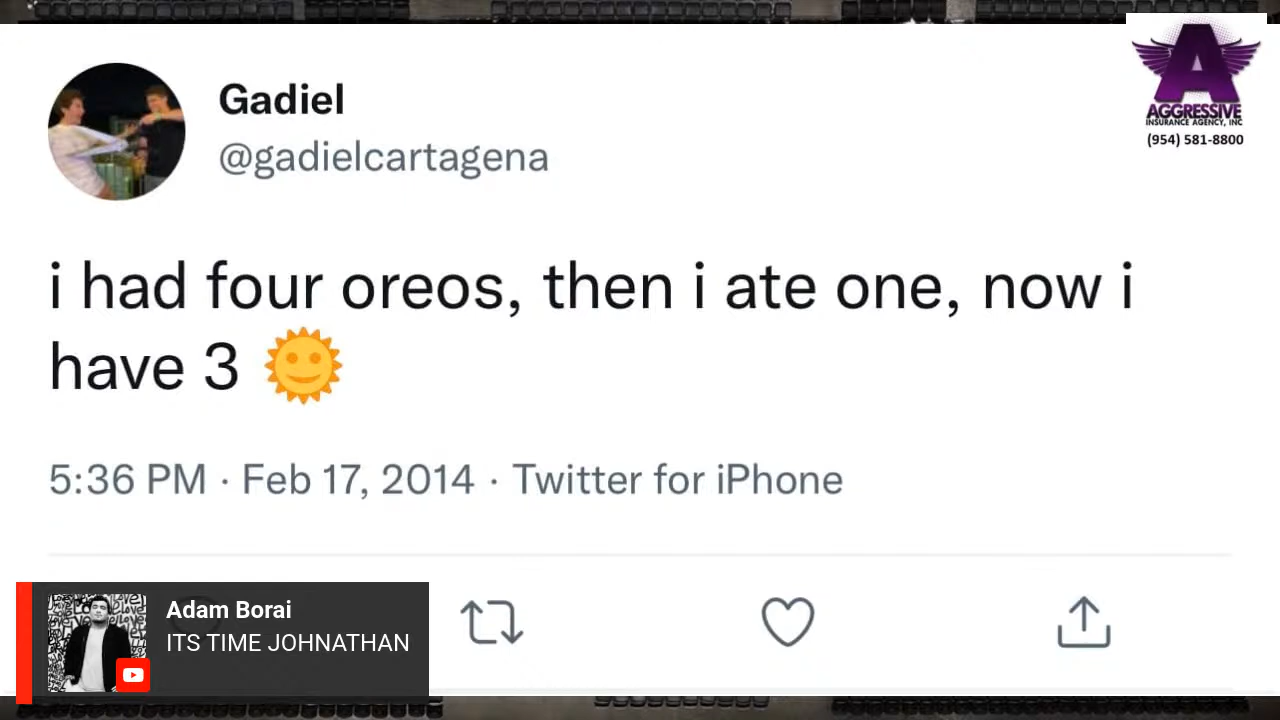 Gadiel
@gadielcartagena
i had four oreos, then i ate one, now i
have 3 🌞
5:36 PM · Feb 17, 2014 · Twitter for iPhone
A
AGGRESSIVE
INSURANCE AGENCY, INC
(954) 581-8800
Adam Borai
ITS TIME JOHNATHAN